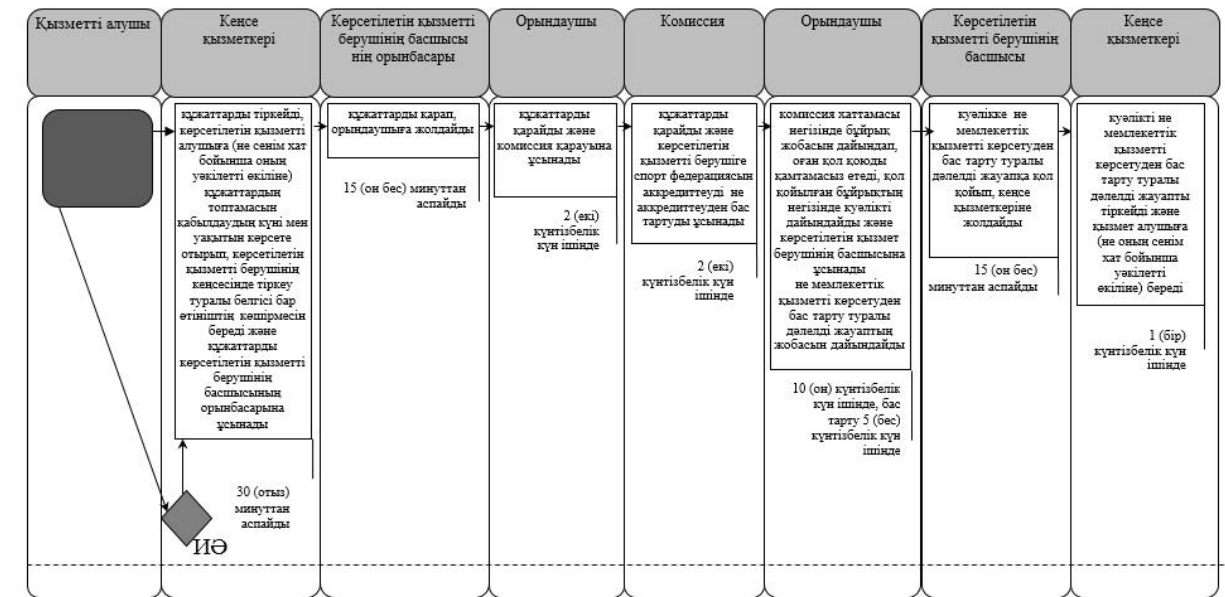 Қызметті алушы
Кеңсе
қызметкері
Көрсетілетін қызметті
берушінің басшысы
нің орынбасары
Орындаушы
Комиссия
Орындаушы
Көрсетілетін
қызметті берушінің
басшысы
Кеңсе
қызметкері
құжаттарды тіркейді,
көрсетілетін қызметті
алушыға (не сенім хат
бойынша оның
уәкілетті өкіліне)
құжаттардың
топтамасын
қабылдаудың күні мен
уақытын көрсете
отырып, көрсетілетін
қызметті берушінің
кеңсесінде тіркеу
туралы белгісі бар
өтініштің көшірмесін
береді және
құжаттарды
көрсетілетін қызметті
берушінің
басшысының
орынбасарына
ұсынады
30 (отыз)
минуттан
аспайды
ИӘ
құжаттарды қарап,
орындаушыға жолдайды
15 (он бес) минуттан
аспайды
құжаттарды
қарайды және
комиссия қарауына
ұсынады
2 (екі)
күнтізбелік
күн ішінде
құжаттарды
қарайды және
көрсетілетін
қызметті берушіге
спорт федерациясын
аккредиттеуді не
аккредиттеуден бас
тартуды ұсынады
2 (екі)
күнтізбелік күн
ішінде
комиссия хаттамасы
негізінде бұйрық
жобасын дайындап,
оған қол қоюды
қамтамасыз етеді, қол
қойылған бұйрықтың
негізінде куәлікті
дайындайды және
көрсетілетін қызмет
берушінің басшысына
ұсынады
не мемлекеттік
қызметті көрсетуден
бас тарту туралы
дәлелді жауаптың
жобасын дайындайды
10 (он) күнтізбелік
күн ішінде, бас
тарту 5 (бес)
күнтізбелік күн
ішінде
куәлікке не
мемлекеттік
қызметті көрсетуден
бас тарту туралы
дәлелді жауапқа қол
қойып, кеңсе
қызметкеріне
жолдайды
15 (он бес)
минуттан аспайды
куәлікті не
мемлекеттік
қызметті
көрсетуден бас
тарту туралы
дәлелді жауапты
тіркейді және
қызмет алушыға
(не оның сенім
хат бойынша
уәкілетті
өкіліне) береді
1 (бір)
күнтізбелік күн
ішінде